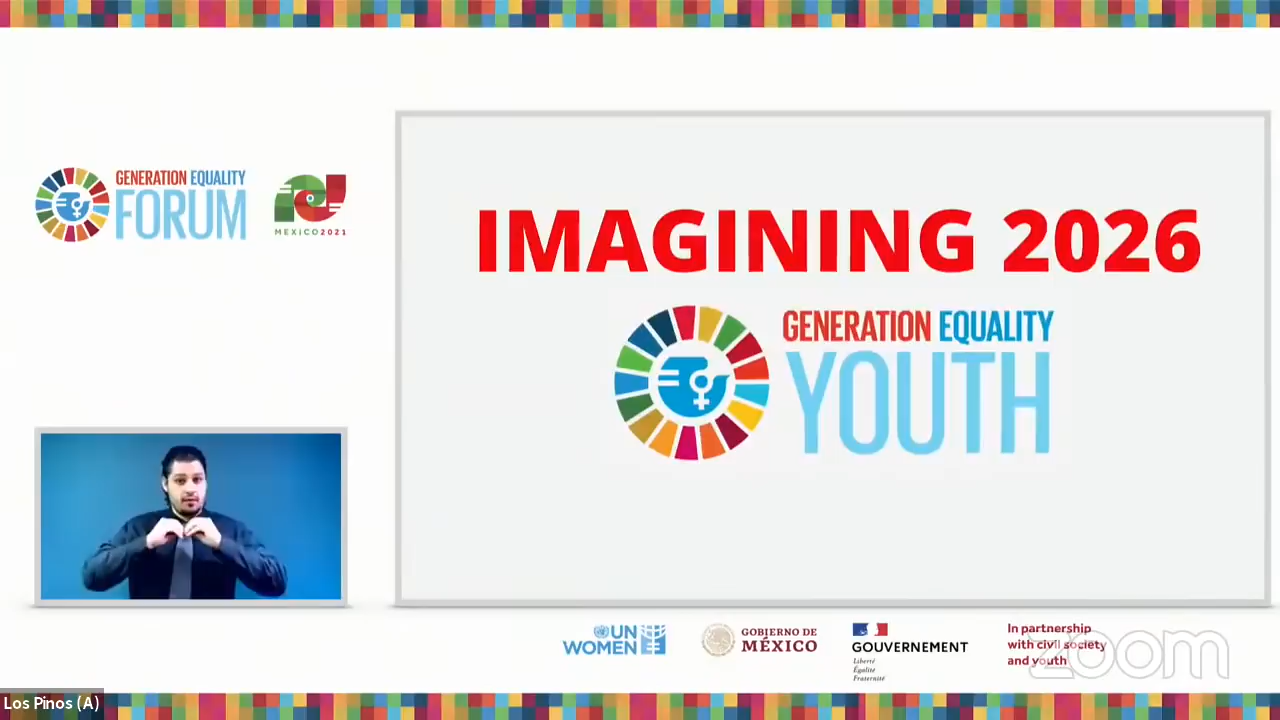 GENERATION EQUALITY
FORUM
MEXICO2021
IMAGINING 2026
GENERATION EQUALITY
YOUTH
UN
WOMEN
GOBIERNO DE
MÉXICO
GOUVERNEMENT
Liberté
Égalité
Fraternité
In partnership
with civil society
and youth
zoom
Los Pinos (A)